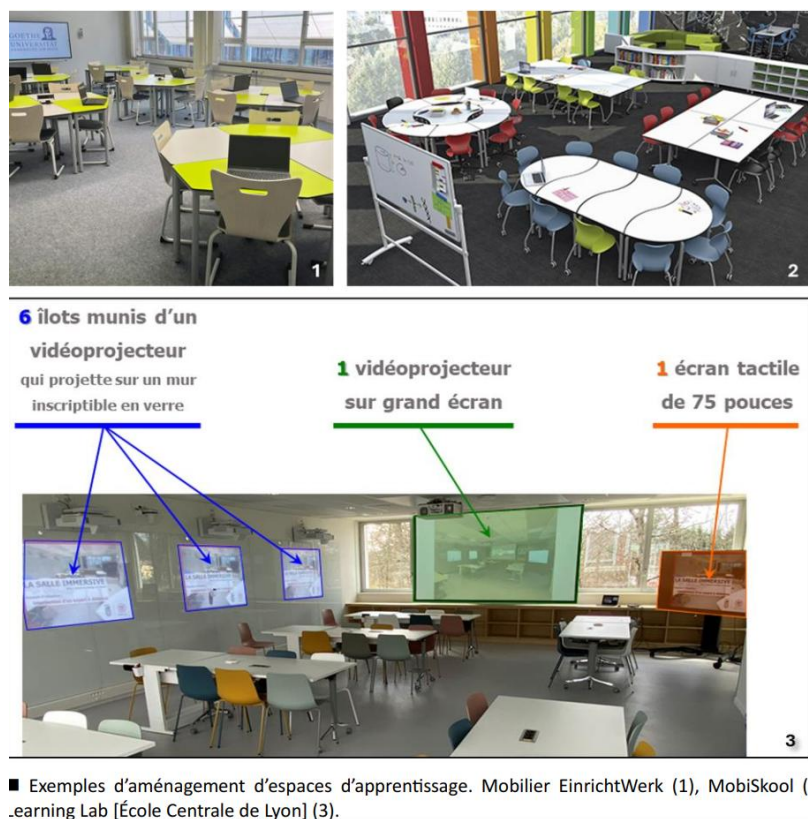 GOETHE
UNIVERSITÄT
1
2
6 îlots munis d'un
vidéoprojecteur
qui projette sur un mur
inscriptible en verre
1 vidéoprojecteur
sur grand écran
1 écran tactile
de 75 pouces
LA SALLE IMMERSIVE
LA SALLE IMMERSIVE
LA SALLE IMMERSIVE
3
■ Exemples d'aménagement d'espaces d'apprentissage. Mobilier EinrichtWerk (1), MobiSkool (
Learning Lab [École Centrale de Lyon] (3).